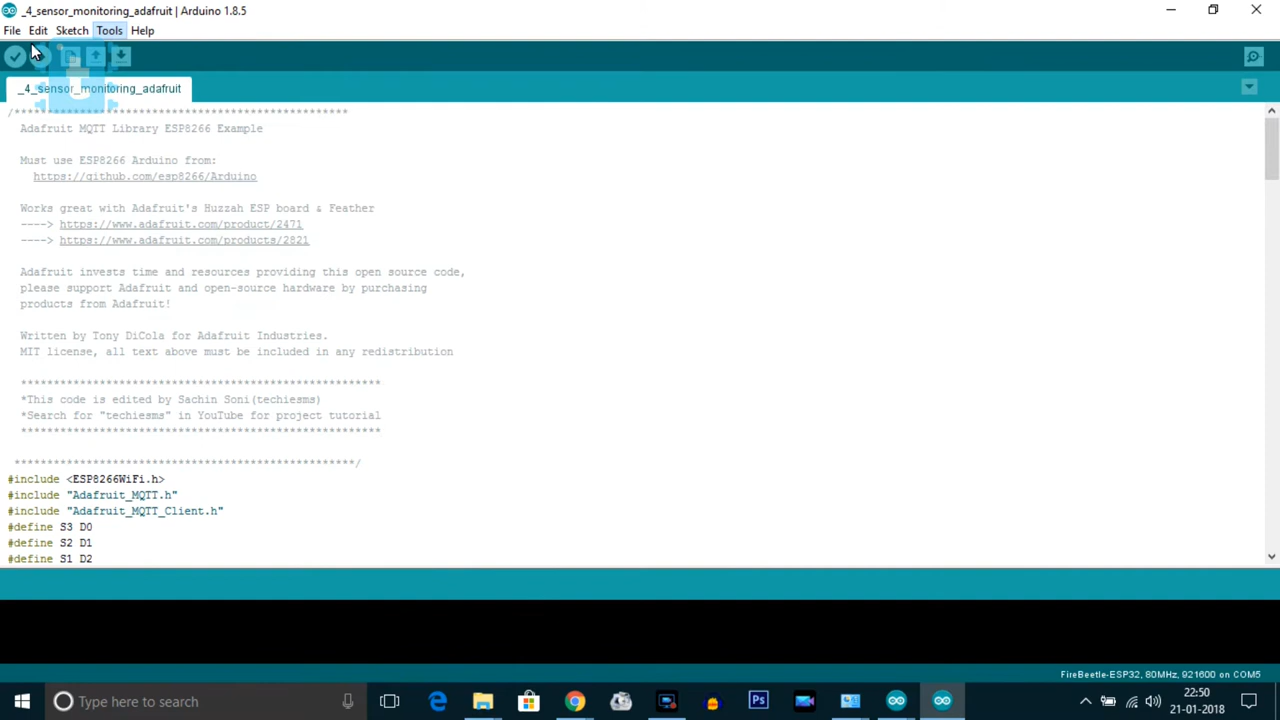 _4_sensor_monitoring_adafruit | Arduino 1.8.5
File Edit Sketch Tools Help
_4_sensor_monitoring_adafruit
/***************************************************
Adafruit MQTT Library ESP8266 Example
Must use ESP8266 Arduino from:
https://github.com/esp8266/Arduino
Works great with Adafruit's Huzzah ESP board & Feather
----> https://www.adafruit.com/product/2471
----> https://www.adafruit.com/products/2821
Adafruit invests time and resources providing this open source code,
please support Adafruit and open-source hardware by purchasing
products from Adafruit!
Written by Tony DiCola for Adafruit Industries.
MIT license, all text above must be included in any redistribution
*******************************************************
*This code is edited by Sachin Soni(techiesms)
*Search for "techiesms" in YouTube for project tutorial
*******************************************************
****************************************************/
#include <ESP8266WiFi.h>
#include "Adafruit_MQTT.h"
#include "Adafruit_MQTT_Client.h"
#define S3 D0
#define S2 D1
#define S1 D2
FireBeetle-ESP32, 80MHz, 921600 on COM5
Type here to search
22:50
21-01-2018